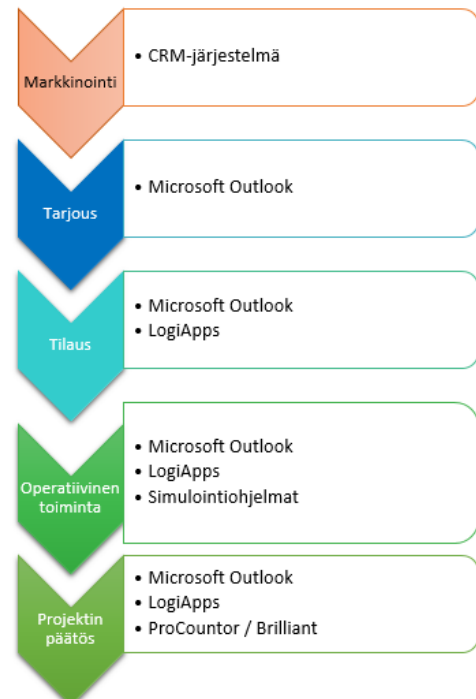 Markkinointi
• CRM-järjestelmä
Tarjous
• Microsoft Outlook
Tilaus
• Microsoft Outlook
• LogiApps
Operatiivinen
toiminta
• Microsoft Outlook
• LogiApps
• Simulointiohjelmat
Projektin
päätös
• Microsoft Outlook
• LogiApps
• ProCountor / Brilliant